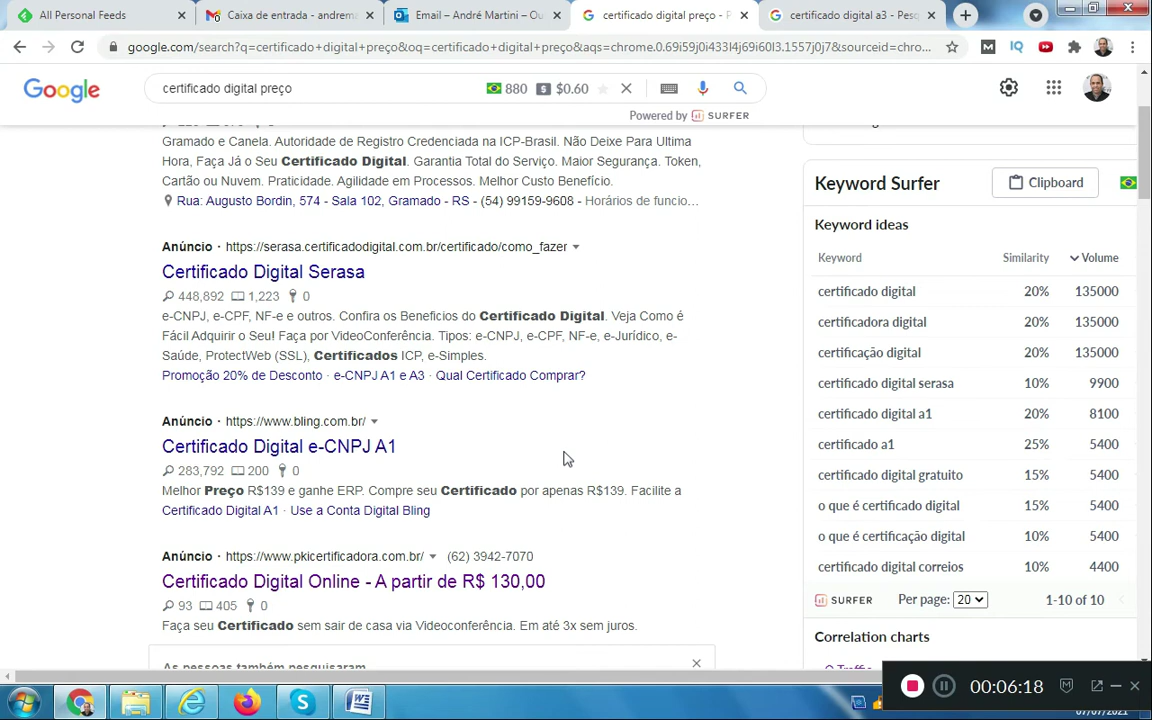 All Personal Feeds
Caixa de entrada - andrema
Email – André Martini – Ou
certificado digital preço -
certificado digital a3 - Pesq
google.com/search?q=certificado+digital+preço&oq=certificado+digital+preço&aqs=chrome.0.69i59j0i433l4j69i60l3.1557j0j7&sourceid=chro...
Google
certificado digital preço
880
$0.60
Powered by SURFER
Gramado e Canela. Autoridade de Registro Credenciada na ICP-Brasil. Não Deixe Para Ultima
Hora, Faça Já o Seu Certificado Digital. Garantia Total do Serviço. Maior Segurança. Token,
Cartão ou Nuvem. Praticidade. Agilidade em Processos. Melhor Custo Benefício.
Rua: Augusto Bordin, 574 - Sala 102, Gramado - RS - (54) 99159-9608 - Horários de funcio...
Anúncio · https://serasa.certificadodigital.com.br/certificado/como_fazer
Certificado Digital Serasa
448,892 1,223 0
e-CNPJ, e-CPF, NF-e e outros. Confira os Beneficios do Certificado Digital. Veja Como é
Fácil Adquirir o Seu! Faça por VideoConferência. Tipos: e-CNPJ, e-CPF, NF-e, e-Jurídico, e-
Saúde, ProtectWeb (SSL), Certificados ICP, e-Simples.
Promoção 20% de Desconto · e-CNPJ A1 e A3 · Qual Certificado Comprar?
Anúncio · https://www.bling.com.br/
Certificado Digital e-CNPJ A1
283,792 200 0
Melhor Preço R$139 e ganhe ERP. Compre seu Certificado por apenas R$139. Facilite a
Certificado Digital A1 · Use a Conta Digital Bling
Anúncio · https://www.pkicertificadora.com.br/ (62) 3942-7070
Certificado Digital Online - A partir de R$ 130,00
93 405 0
Faça seu Certificado sem sair de casa via Videoconferência. Em até 3x sem juros.
As pessoas também pesquisaram
Keyword Surfer
Clipboard
Keyword ideas
Keyword Similarity Volume
certificado digital 20% 135000
certificadora digital 20% 135000
certificação digital 20% 135000
certificado digital serasa 10% 9900
certificado digital a1 20% 8100
certificado a1 25% 5400
certificado digital gratuito 15% 5400
o que é certificado digital 15% 5400
o que é certificação digital 10% 5400
certificado digital correios 10% 4400
SURFER Per page: 20 1-10 of 10
Correlation charts
Traffic
00:06:18
07/07/2021